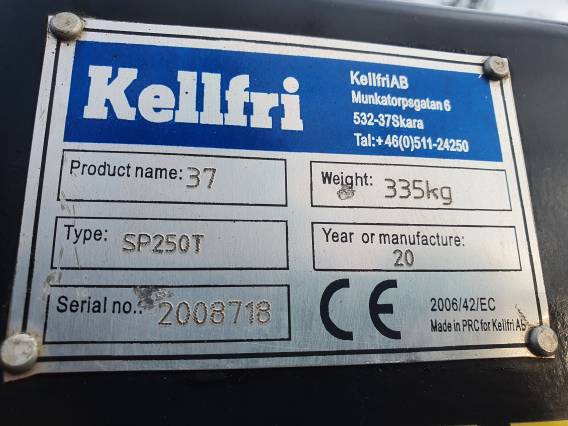 Kellfri
KellfriAB
Munkatorpsgatan 6
532-37Skara
Tal:+46(0)511-24250
Product name: 37
Weight: 335kg
Type: SP250T
Year or manufacture:
20
Serial no.: 2008718
CE
2006/42/EC
Made in PRC for Kellfri AB